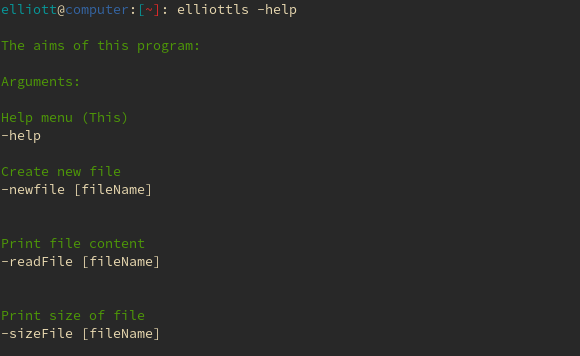 elliott@computer:[~]: elliottls -help
The aims of this program:
Arguments:
Help menu (This)
-help
Create new file
-newfile [fileName]
Print file content
-readFile [fileName]
Print size of file
-sizeFile [fileName]